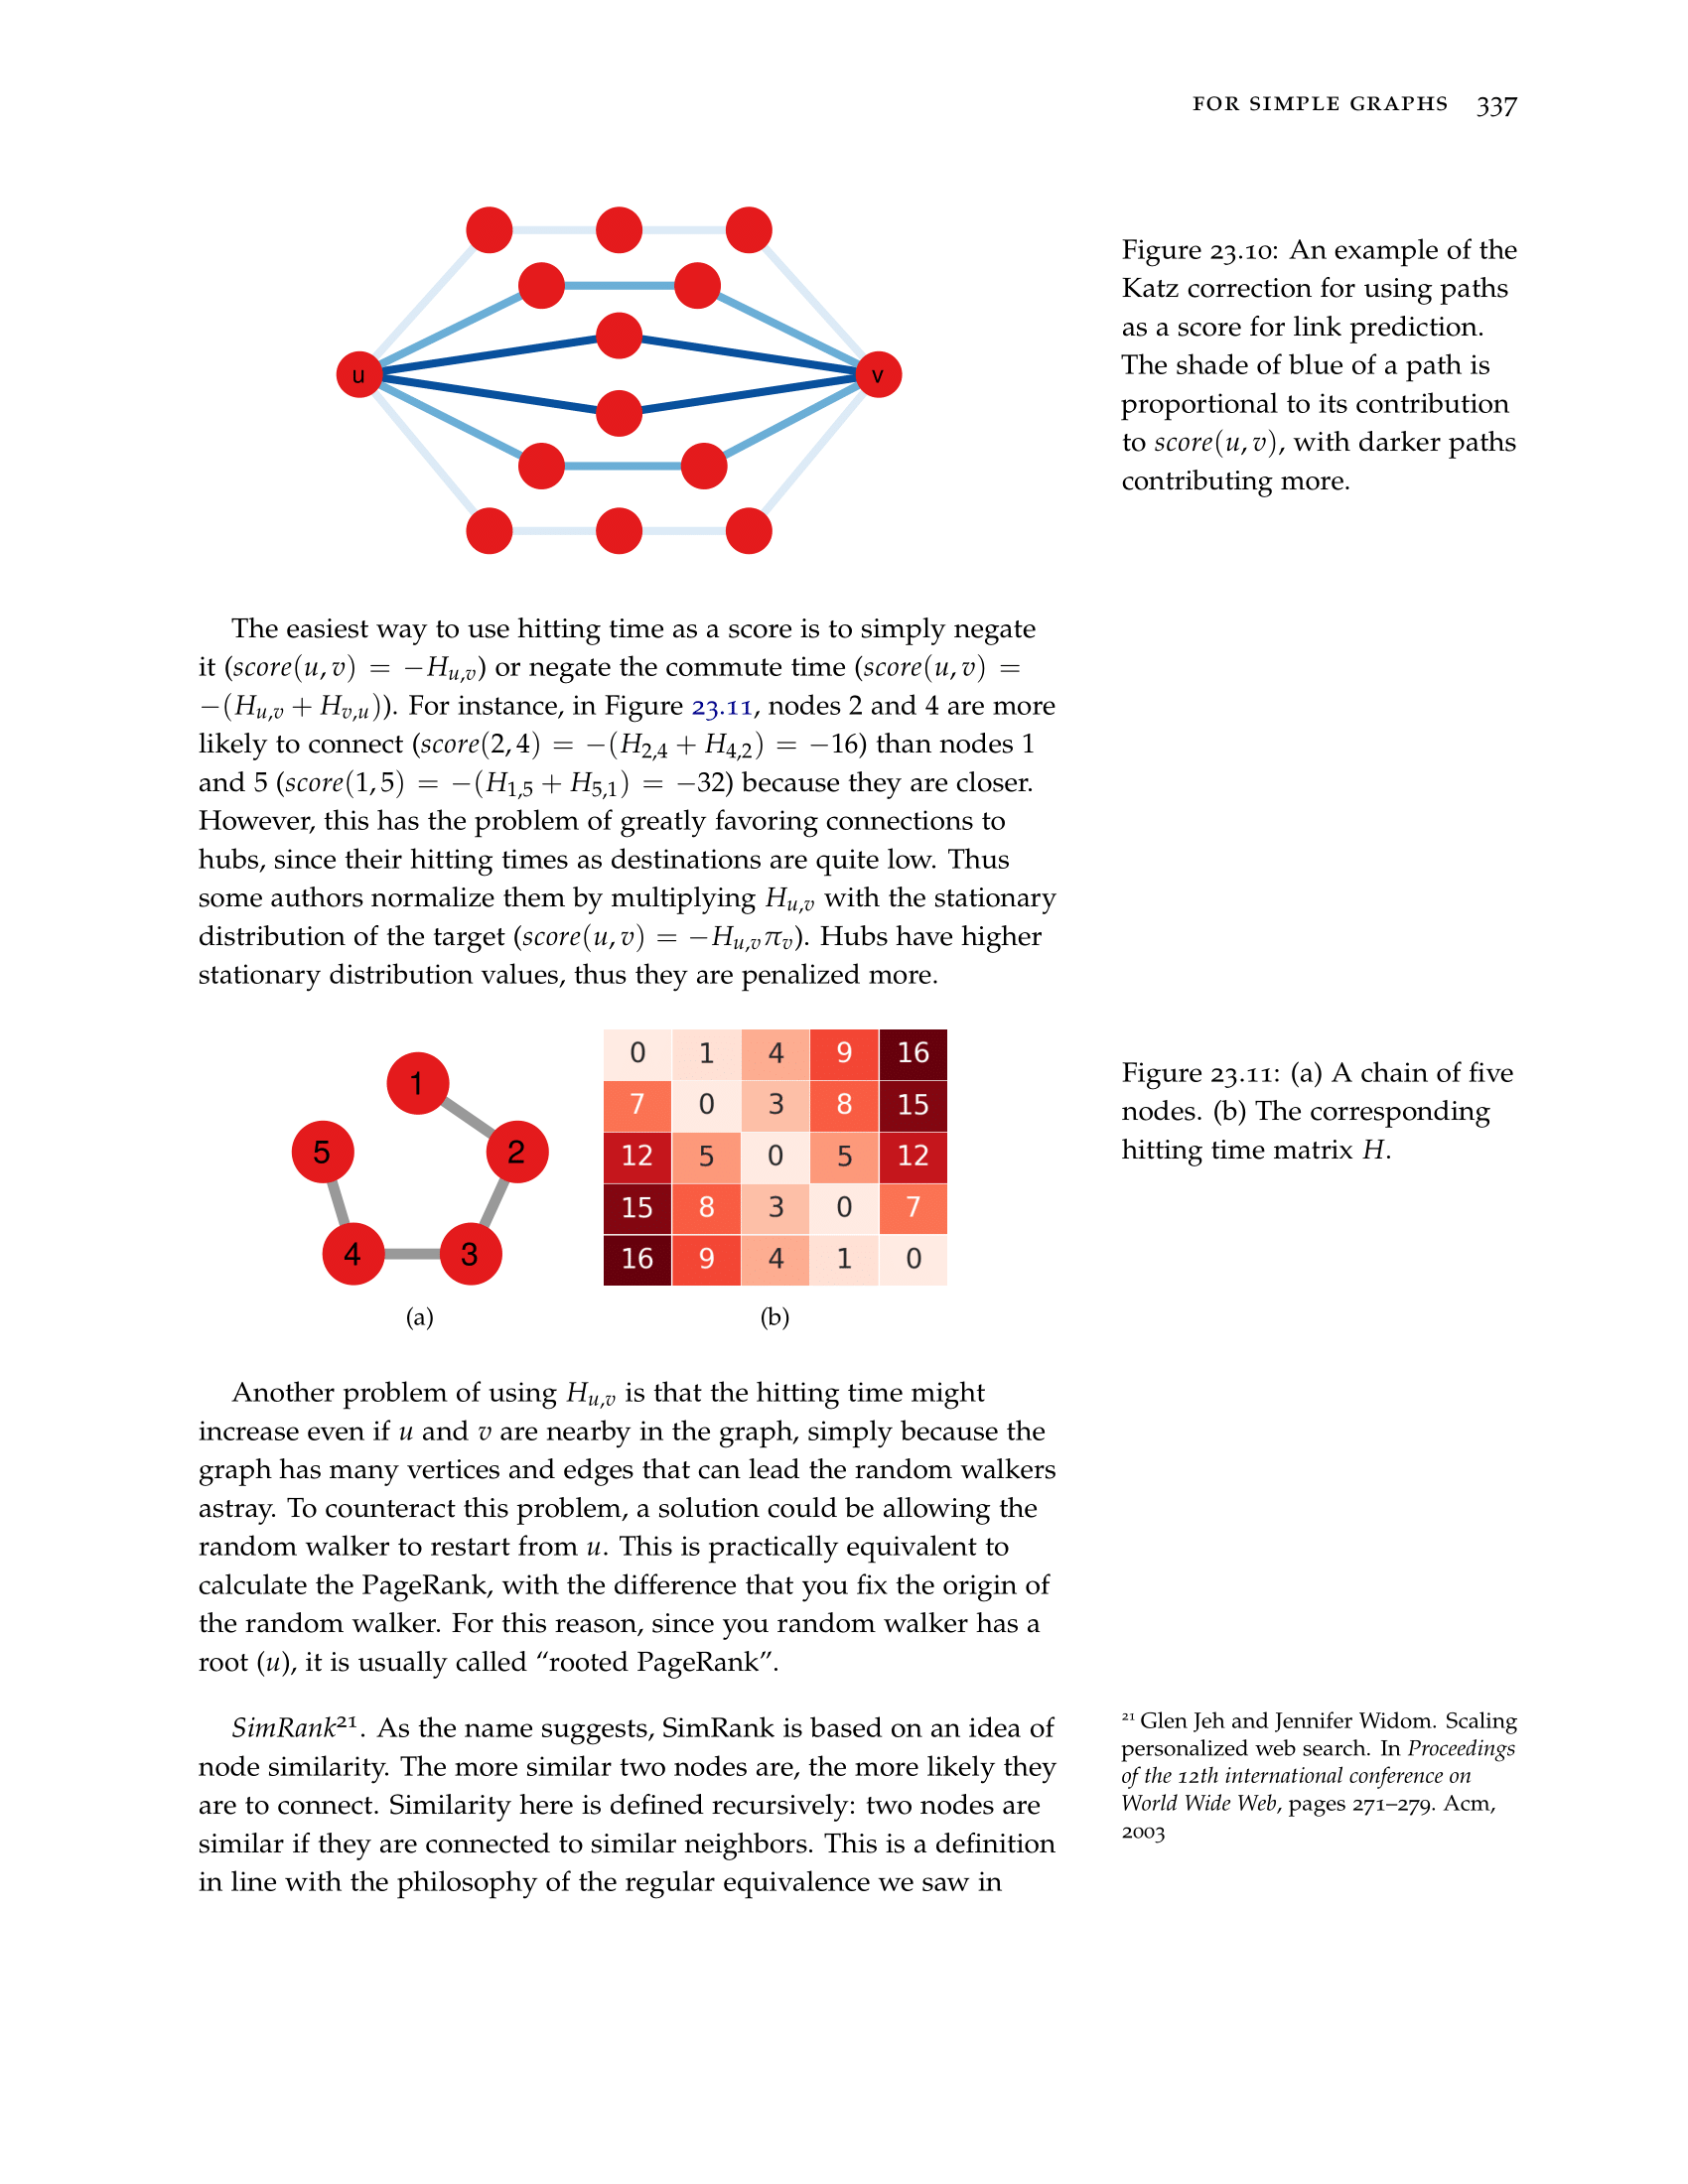 FOR SIMPLE GRAPHS 337
u
v
Figure 23.10: An example of the
Katz correction for using paths
as a score for link prediction.
The shade of blue of a path is
proportional to its contribution
to score(u, v), with darker paths
contributing more.
The easiest way to use hitting time as a score is to simply negate
it (score(u, v) = −H_{u,v}) or negate the commute time (score(u, v) =
−(H_{u,v} + H_{v,u})). For instance, in Figure 23.11, nodes 2 and 4 are more
likely to connect (score(2, 4) = −(H_{2,4} + H_{4,2}) = −16) than nodes 1
and 5 (score(1, 5) = −(H_{1,5} + H_{5,1}) = −32) because they are closer.
However, this has the problem of greatly favoring connections to
hubs, since their hitting times as destinations are quite low. Thus
some authors normalize them by multiplying H_{u,v} with the stationary
distribution of the target (score(u, v) = −H_{u,v}π_v). Hubs have higher
stationary distribution values, thus they are penalized more.
1
5
2
4
3
(a)
0 1 4 9 16
7 0 3 8 15
12 5 0 5 12
15 8 3 0 7
16 9 4 1 0
(b)
Figure 23.11: (a) A chain of five
nodes. (b) The corresponding
hitting time matrix H.
Another problem of using H_{u,v} is that the hitting time might
increase even if u and v are nearby in the graph, simply because the
graph has many vertices and edges that can lead the random walkers
astray. To counteract this problem, a solution could be allowing the
random walker to restart from u. This is practically equivalent to
calculate the PageRank, with the difference that you fix the origin of
the random walker. For this reason, since you random walker has a
root (u), it is usually called “rooted PageRank”.
SimRank²¹. As the name suggests, SimRank is based on an idea of
node similarity. The more similar two nodes are, the more likely they
are to connect. Similarity here is defined recursively: two nodes are
similar if they are connected to similar neighbors. This is a definition
in line with the philosophy of the regular equivalence we saw in
²¹ Glen Jeh and Jennifer Widom. Scaling
personalized web search. In Proceedings
of the 12th international conference on
World Wide Web, pages 271–279. Acm,
2003